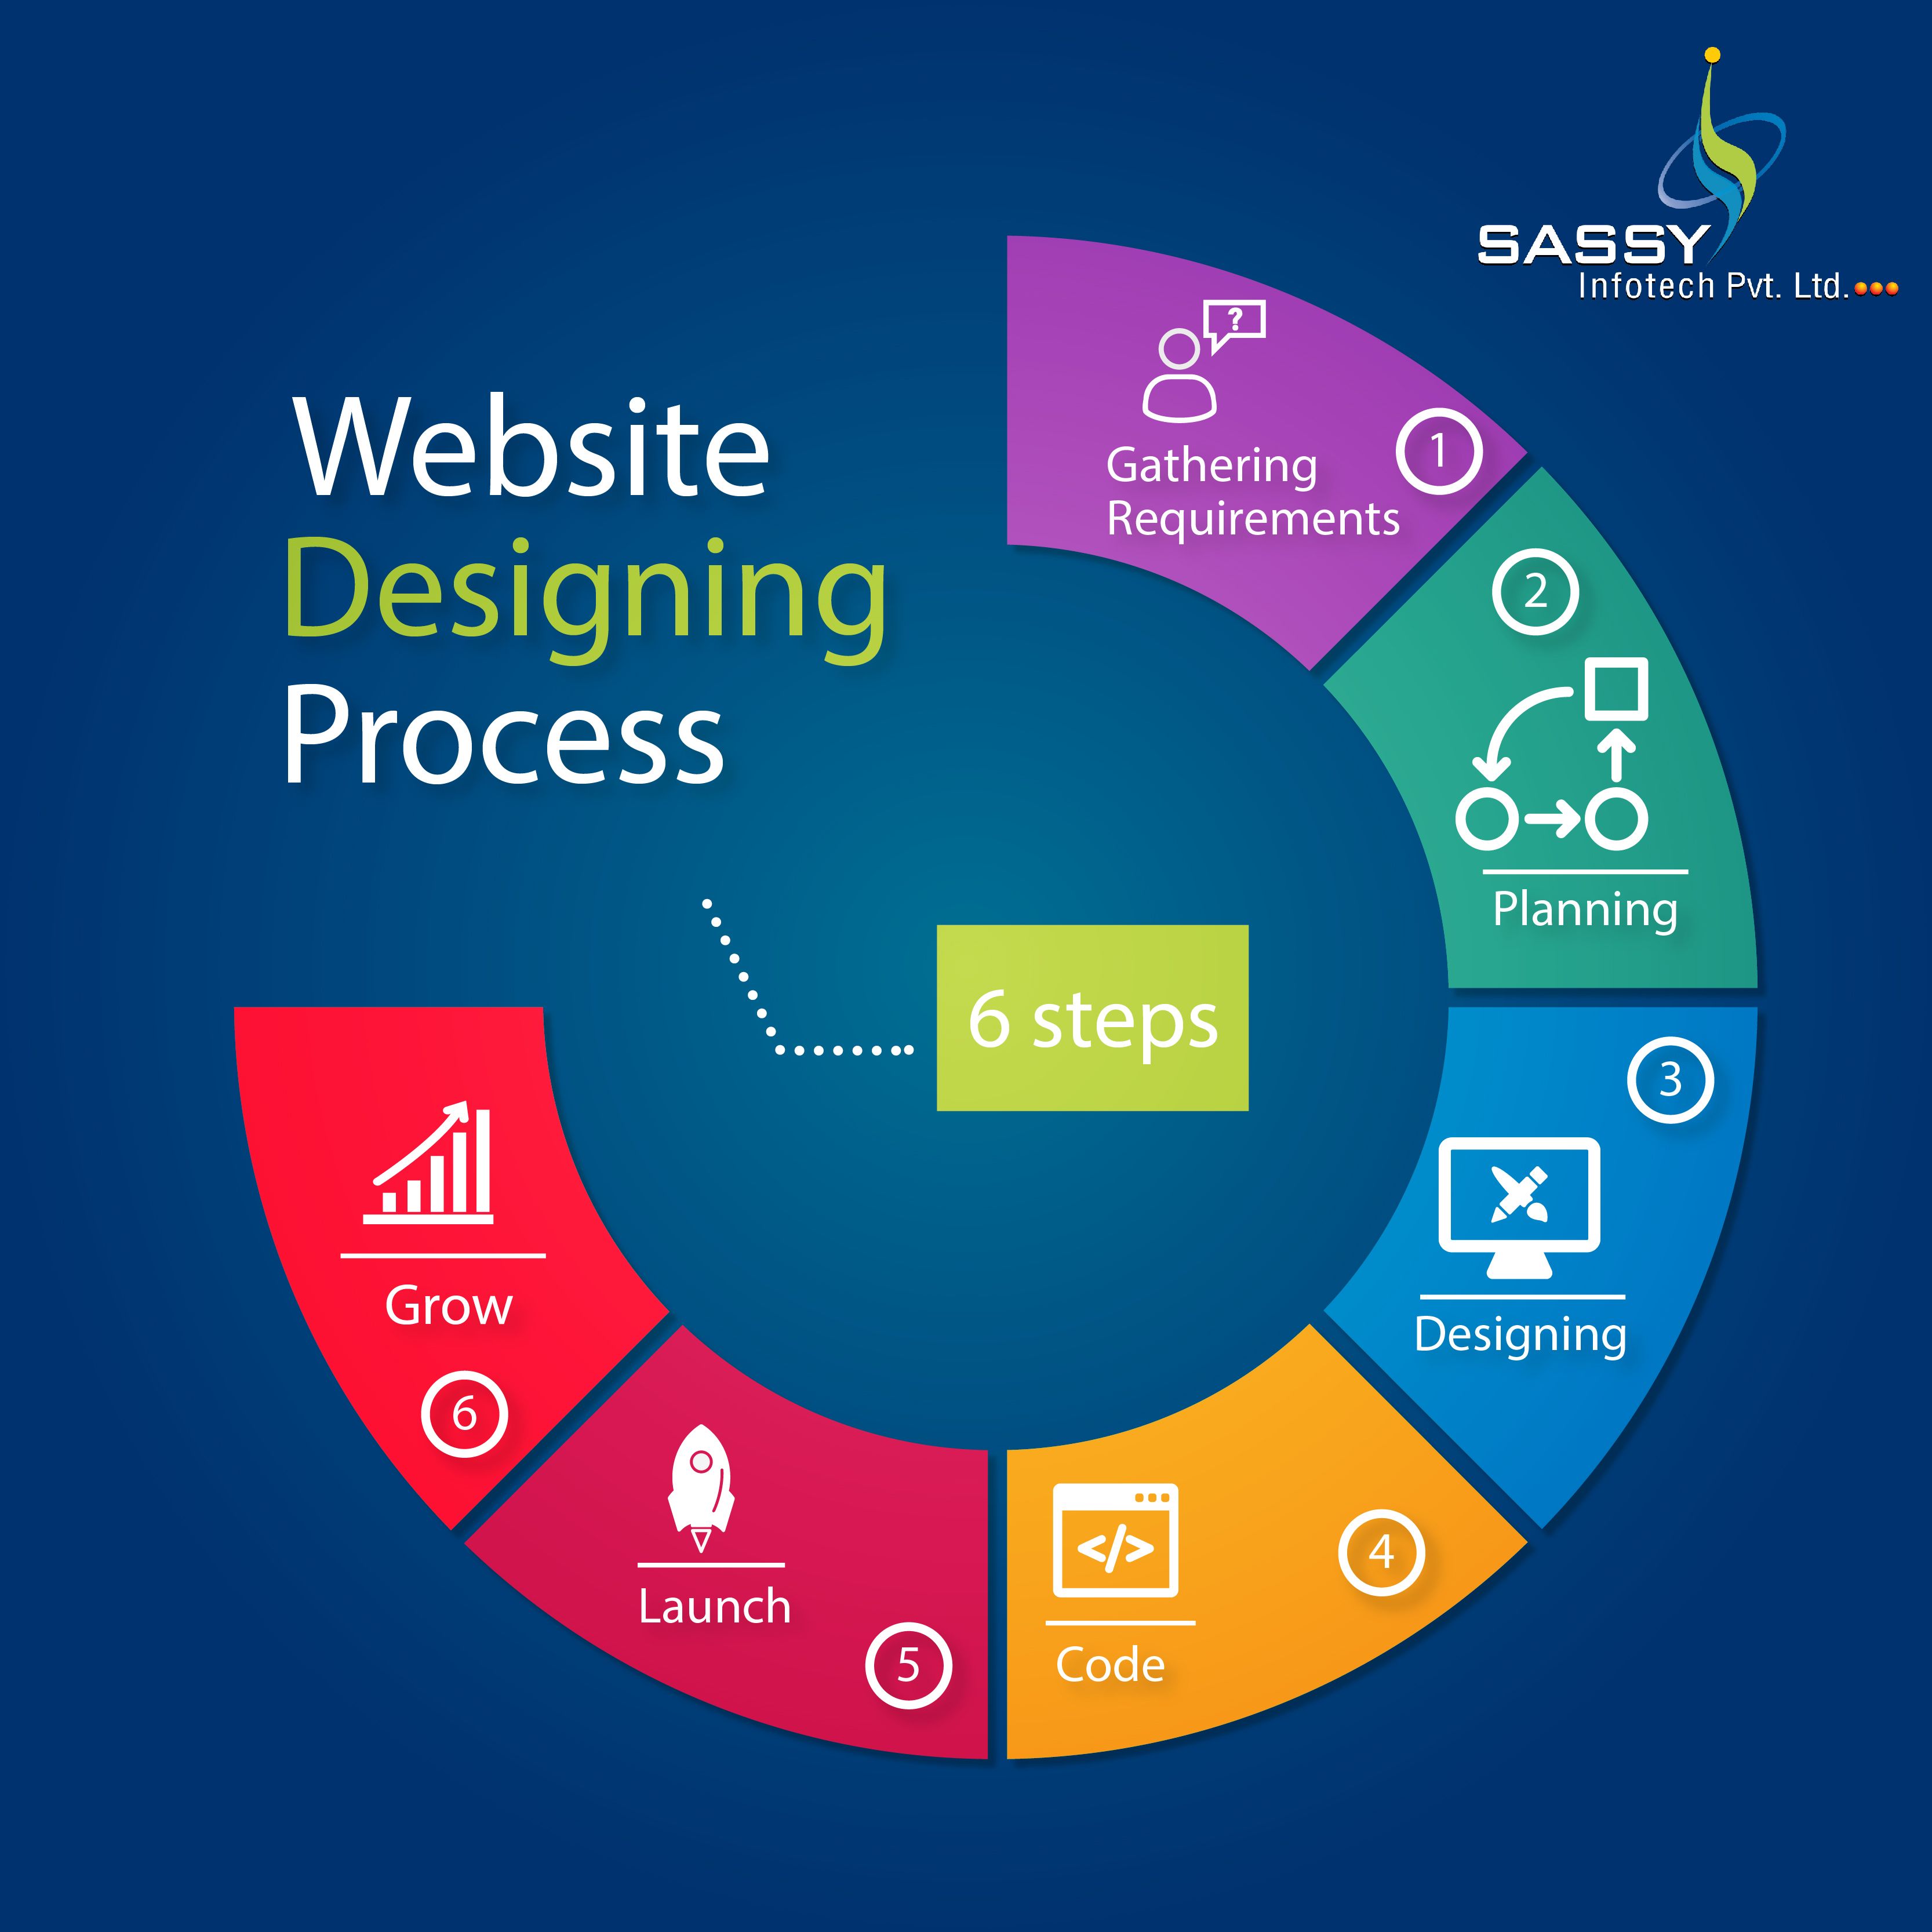 SASSY
Infotech Pvt. Ltd.
Website
Designing
Process
6 steps
?
Gathering
Requirements
1
2
Planning
3
Designing
4
</>
Code
Launch
5
Grow
6